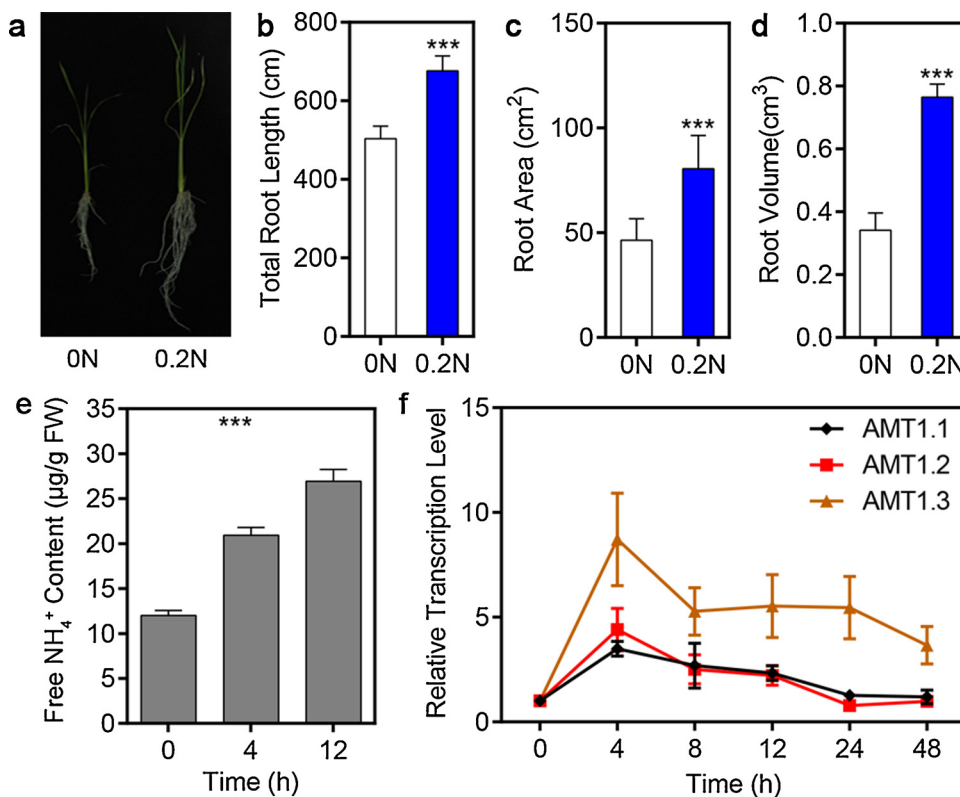 a
0N 0.2N
b
Total Root Length (cm)
800
600
400
200
0
***
0N 0.2N
c
Root Area (cm²)
150
100
50
0
***
0N 0.2N
d
Root Volume(cm³)
1.0
0.8
0.6
0.4
0.2
0.0
***
0N 0.2N
e
Free NH₄⁺ Content (µg/g FW)
35
30
25
20
15
10
5
0
***
0 4 12
Time (h)
f
Relative Transcription Level
15
10
5
0
AMT1.1
AMT1.2
AMT1.3
0 4 8 12 24 48
Time (h)